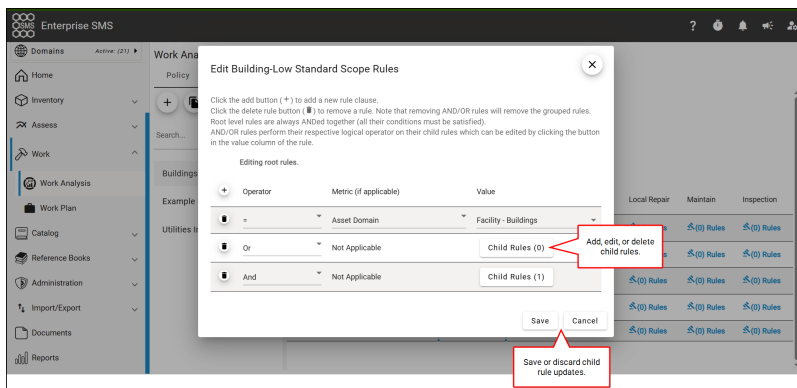 SMS
Enterprise SMS
?
Domains Active: (21)
Home
Inventory
Assess
Work
Work Analysis
Work Plan
Catalog
Reference Books
Administration
Import/Export
Documents
Reports
Work Ana
Policy
Search...
Buildings
Example
Utilities I
Edit Building-Low Standard Scope Rules
Click the add button ( + ) to add a new rule clause.
Click the delete rule button ( ) to remove a rule. Note that removing AND/OR rules will remove the grouped rules.
Root level rules are always ANDed together (all their conditions must be satisfied).
AND/OR rules perform their respective logical operator on their child rules which can be edited by clicking the button
in the value column of the rule.
Editing root rules.
+ Operator Metric (if applicable) Value
= Asset Domain Facility - Buildings
Or Not Applicable Child Rules (0)
And Not Applicable Child Rules (1)
Save Cancel
Add, edit, or delete
child rules.
Save or discard child
rule updates.
Local Repair Maintain Inspection
(0) Rules (0) Rules
(0) Rules (0) Rules
(0) Rules (0) Rules (0) Rules
(0) Rules (0) Rules (0) Rules
(0) Rules (0) Rules (0) Rules